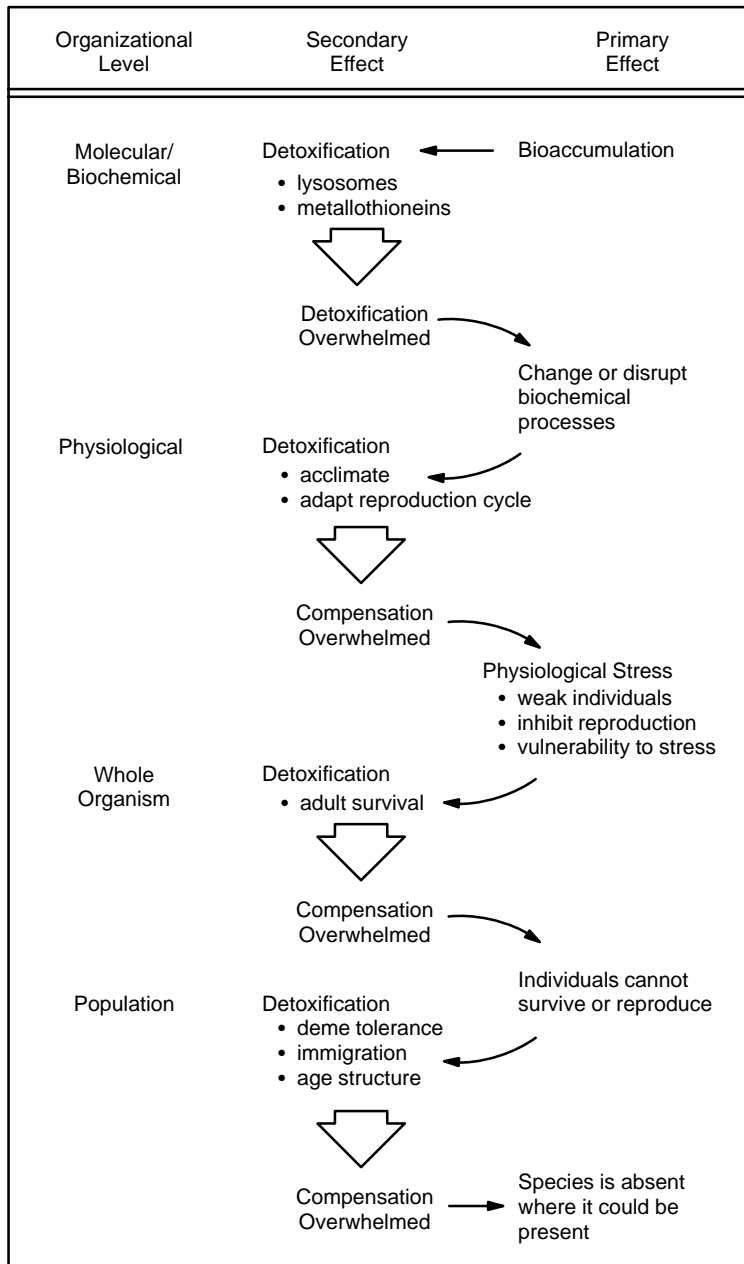 Organizational
Level
Secondary
Effect
Primary
Effect
Molecular/
Biochemical
Detoxification
• lysosomes
• metallothioneins
Bioaccumulation
Detoxification
Overwhelmed
Change or disrupt
biochemical
processes
Physiological
Detoxification
• acclimate
• adapt reproduction cycle
Compensation
Overwhelmed
Physiological Stress
• weak individuals
• inhibit reproduction
• vulnerability to stress
Whole
Organism
Detoxification
• adult survival
Compensation
Overwhelmed
Individuals cannot
survive or reproduce
Population
Detoxification
• deme tolerance
• immigration
• age structure
Compensation
Overwhelmed
Species is absent
where it could be
present